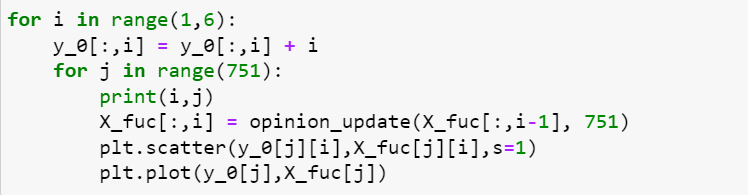 for i in range(1,6):
    y_0[:,i] = y_0[:,i] + i
    for j in range(751):
        print(i,j)
        X_fuc[:,i] = opinion_update(X_fuc[:,i-1], 751)
        plt.scatter(y_0[j][i],X_fuc[j][i],s=1)
        plt.plot(y_0[j],X_fuc[j])